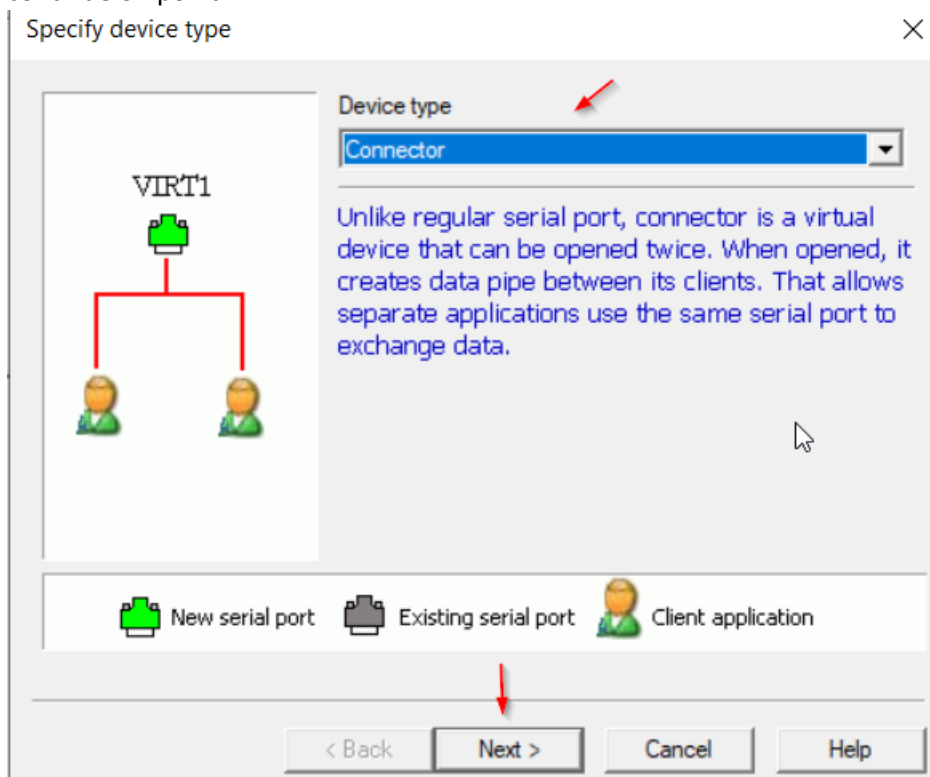 Specify device type
Device type
Connector
VIRT1
Unlike regular serial port, connector is a virtual
device that can be opened twice. When opened, it
creates data pipe between its clients. That allows
separate applications use the same serial port to
exchange data.
New serial port Existing serial port Client application
< Back Next > Cancel Help